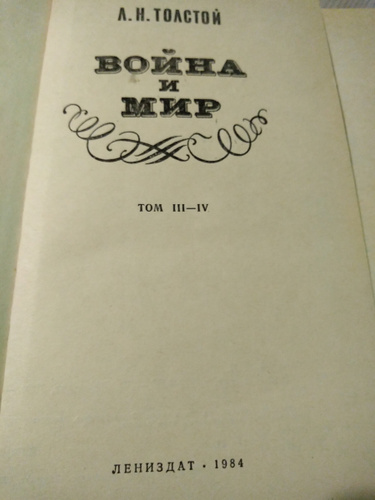 Л.Н.ТОЛСТОЙ
ВОЙНА
И
МИР
ТОМ III—IV
ЛЕНИЗДАТ · 1984